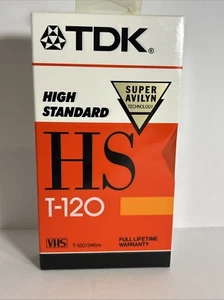 TDK®
HIGH
STANDARD
SUPER
AVILYN
TECHNOLOGY
HS
T-120
VHS
T-120/246m
FULL LIFETIME
WARRANTY